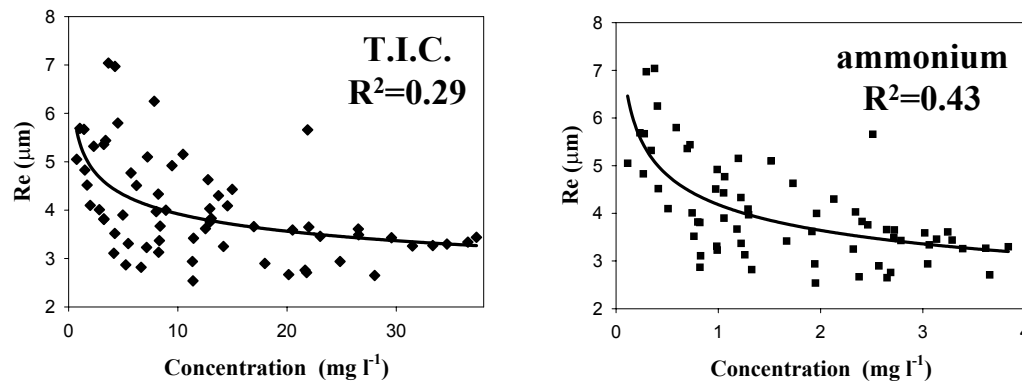 T.I.C.
R²=0.29
Re (μm)
8
7
6
5
4
3
2
0
10
20
30
Concentration (mg l⁻¹)
ammonium
R²=0.43
Re (μm)
8
7
6
5
4
3
2
0
1
2
3
4
Concentration (mg l⁻¹)